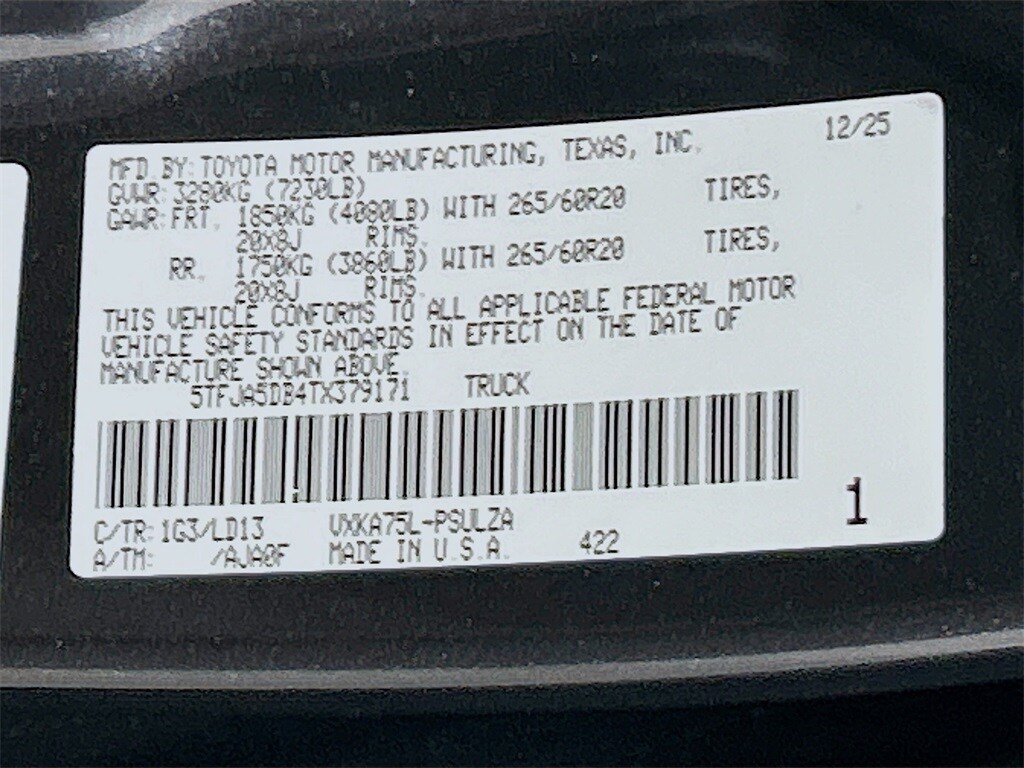 MFD. BY: TOYOTA MOTOR MANUFACTURING, TEXAS, INC. 12/25
GVWR: 3280KG (7230LB)
GAWR: FRT. 1850KG (4080LB) WITH 265/60R20 TIRES,
20X8J RIMS.
RR. 1750KG (3860LB) WITH 265/60R20 TIRES,
20X8J RIMS.
THIS VEHICLE CONFORMS TO ALL APPLICABLE FEDERAL MOTOR
VEHICLE SAFETY STANDARDS IN EFFECT ON THE DATE OF
MANUFACTURE SHOWN ABOVE.
5TFJA5DB4TX379171 TRUCK
1
C/TR: 1G3/LD13 VXKA75L-PSULZA
A/TM: /AJA0F MADE IN U.S.A. 422